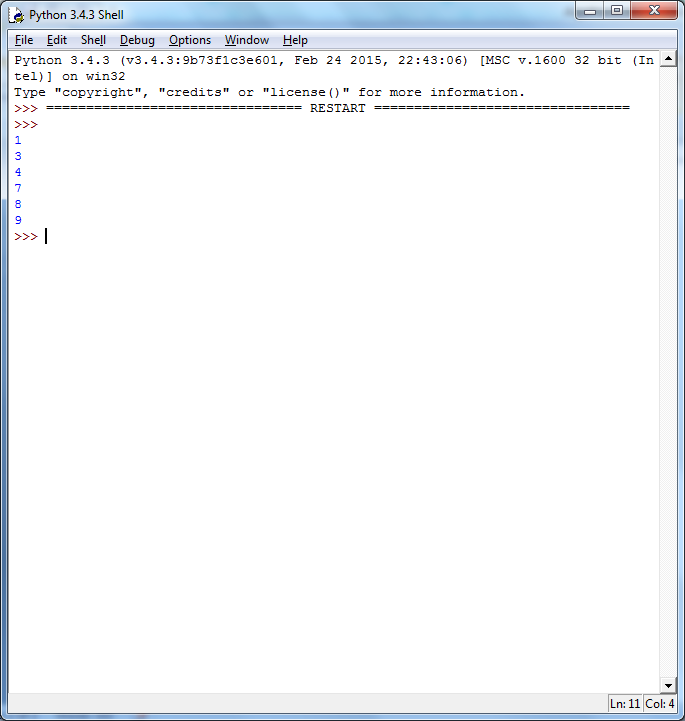 Python 3.4.3 Shell
File Edit Shell Debug Options Window Help
Python 3.4.3 (v3.4.3:9b73f1c3e601, Feb 24 2015, 22:43:06) [MSC v.1600 32 bit (In
tel)] on win32
Type "copyright", "credits" or "license()" for more information.
>>> ================================ RESTART ================================
>>>
1
3
4
7
8
9
>>>
Ln: 11 Col: 4